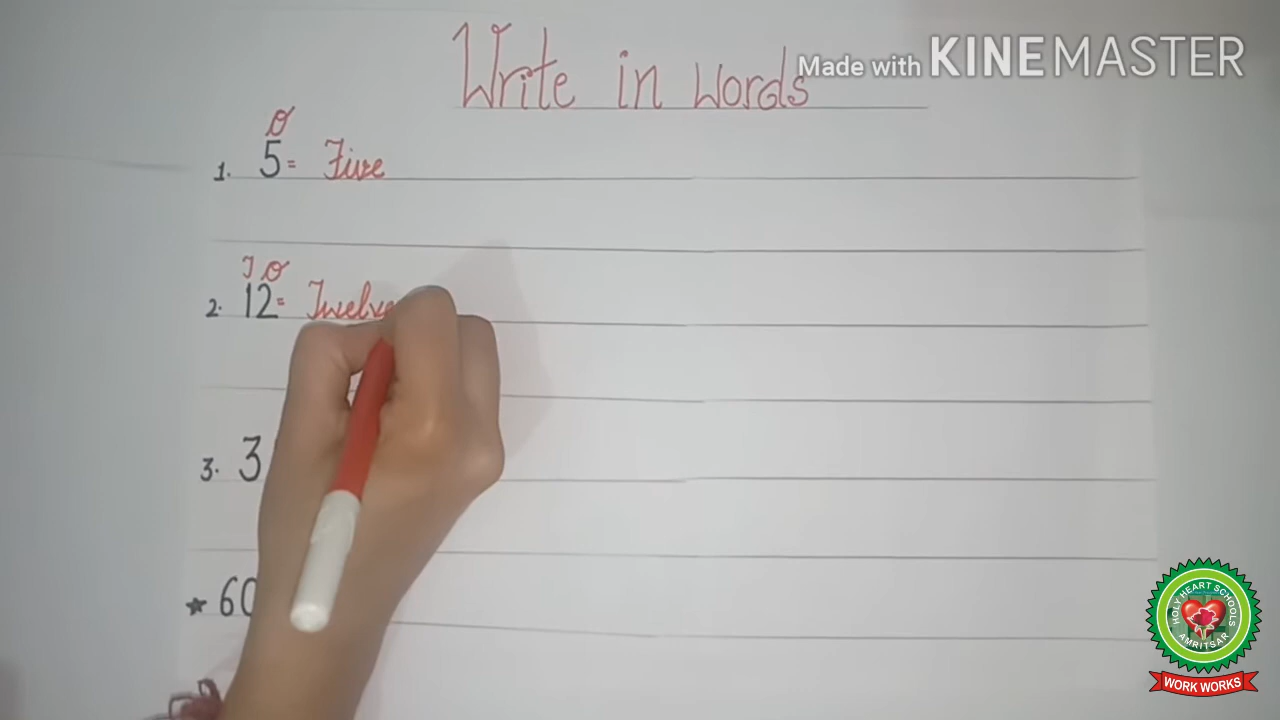 Write in words
Made with KINEMASTER
O
1. 5 = Five
T O
2. 12 = Twelve
3. 3
★ 60
HOLY HEART SCHOOLS
AMRITSAR
WORK WORKS